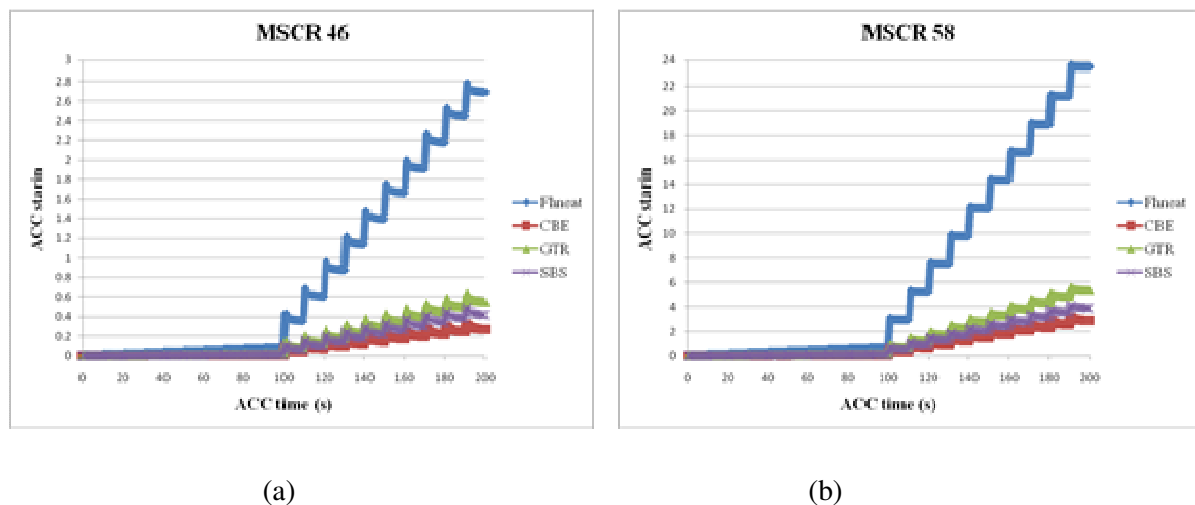 MSCR 46
3
2.8
2.6
2.4
2.2
2
1.8
1.6
1.4
1.2
1
0.8
0.6
0.4
0.2
0
ACC starin
0 20 40 60 80 100 120 140 160 180 200
ACC time (s)
Fhneat
CBE
GTR
SBS
(a)
MSCR 58
24
22
20
18
16
14
12
10
8
6
4
2
0
ACC starin
0 20 40 60 80 100 120 140 160 180 200
ACC time (s)
Fhneat
CBE
GTR
SBS
(b)